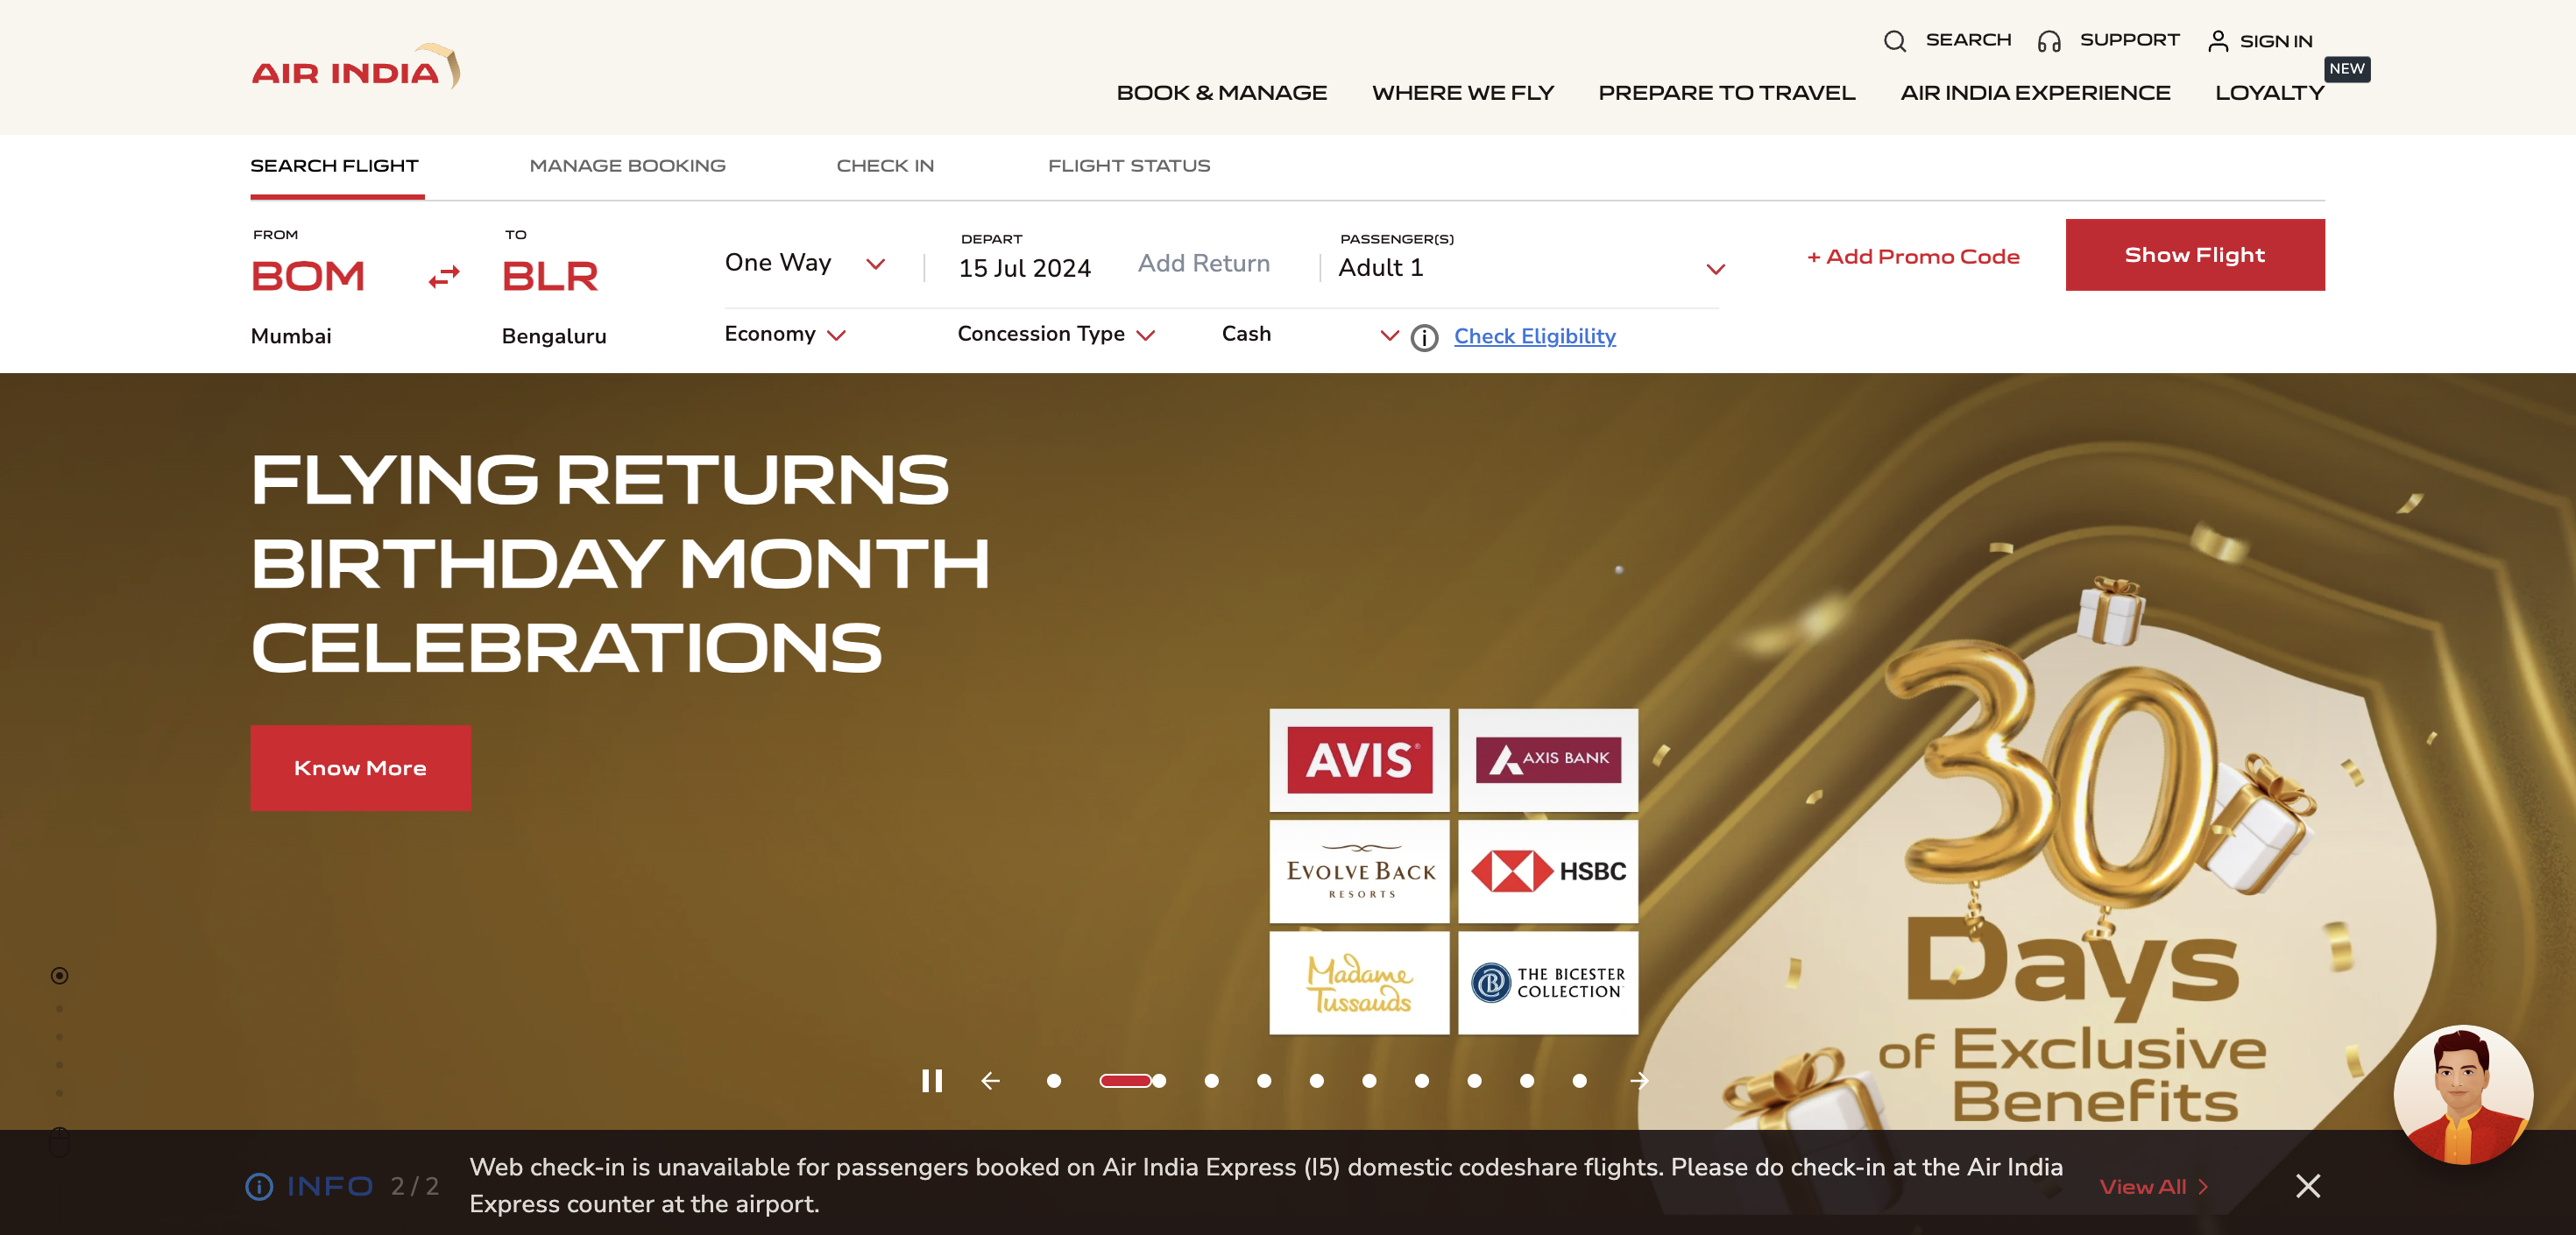 AIR INDIA
SEARCH
SUPPORT
SIGN IN
NEW
BOOK & MANAGE
WHERE WE FLY
PREPARE TO TRAVEL
AIR INDIA EXPERIENCE
LOYALTY
SEARCH FLIGHT
MANAGE BOOKING
CHECK IN
FLIGHT STATUS
FROM
BOM
Mumbai
TO
BLR
Bengaluru
One Way
DEPART
15 Jul 2024
Add Return
PASSENGER(S)
Adult 1
Economy
Concession Type
Cash
Check Eligibility
+ Add Promo Code
Show Flight
FLYING RETURNS
BIRTHDAY MONTH
CELEBRATIONS
Know More
AVIS
AXIS BANK
EVOLVE BACK
RESORTS
HSBC
Madame
Tussauds
THE BICESTER
COLLECTION
30
Days
of Exclusive
Benefits
INFO 2 / 2
Web check-in is unavailable for passengers booked on Air India Express (I5) domestic codeshare flights. Please do check-in at the Air India
Express counter at the airport.
View All